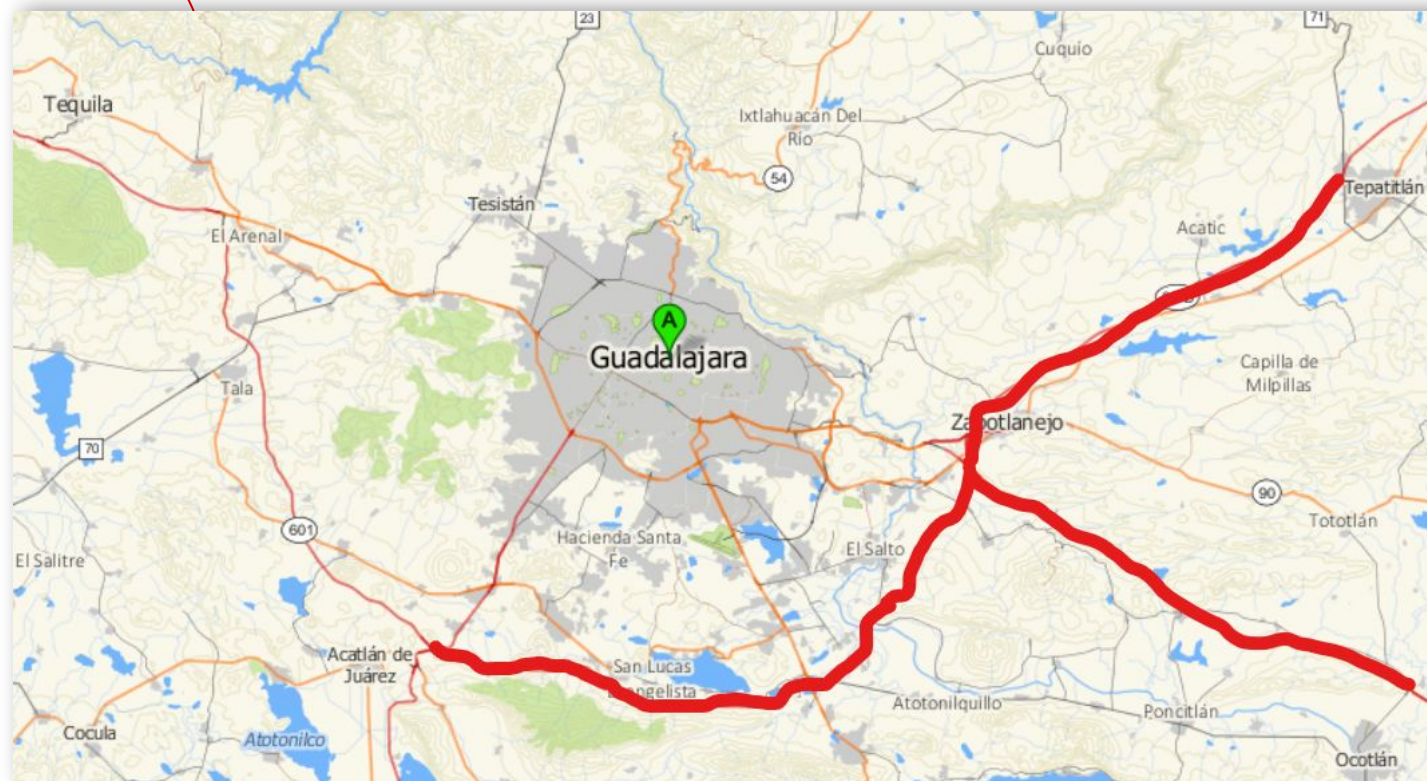 23
71
Cuquío
Tequila
Ixtlahuacán Del
Río
54
Tepatitlán
Tesistán
Acatic
El Arenal
A
Guadalajara
Capilla de
Milpillas
Tala
Zapotlanejo
70
90
Tototlán
601
Hacienda Santa
Fe
El Salto
El Salitre
Acatlán de
Juárez
San Lucas
Evangelista
Atotonilquillo
Poncitlán
Cocula
Atotonilco
Ocotlán